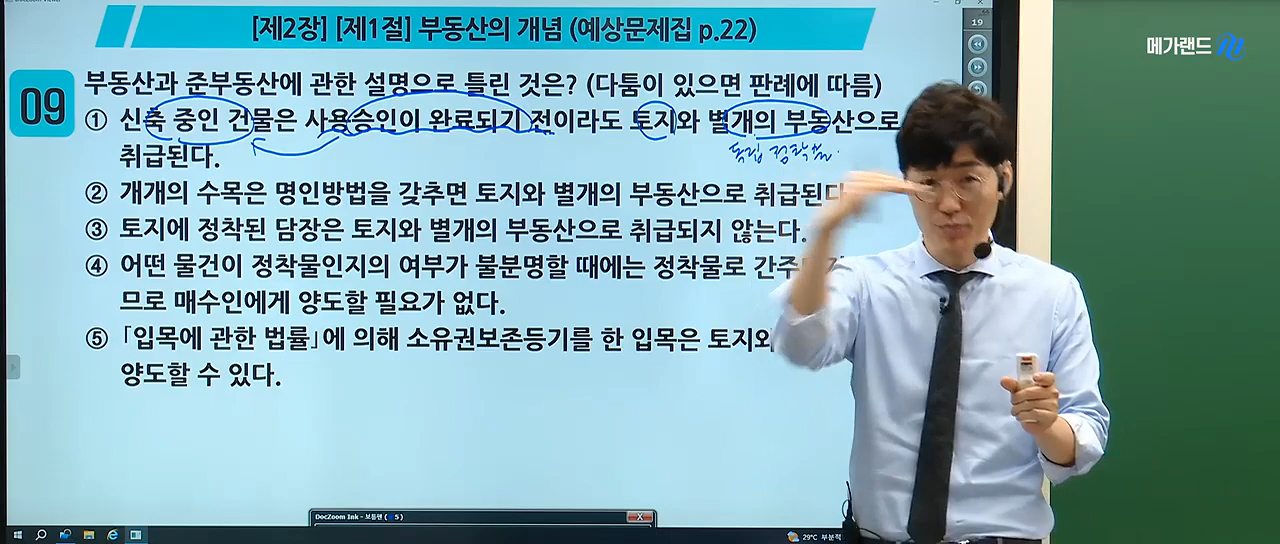 19
[제2장] [제1절] 부동산의 개념 (예상문제집 p.22)
메가랜드
09
부동산과 준부동산에 관한 설명으로 틀린 것은? (다툼이 있으면 판례에 따름)
① 신축 중인 건물은 사용승인이 완료되기 전이라도 토지와 별개의 부동산으로
취급된다.
독립 정착물.
② 개개의 수목은 명인방법을 갖추면 토지와 별개의 부동산으로 취급된다
③ 토지에 정착된 담장은 토지와 별개의 부동산으로 취급되지 않는다.
④ 어떤 물건이 정착물인지의 여부가 불분명할 때에는 정착물로 간주
므로 매수인에게 양도할 필요가 없다.
⑤ 「입목에 관한 법률」에 의해 소유권보존등기를 한 입목은 토지와
양도할 수 있다.
DocZoom Ink - 보통펜 ( 5 )
29℃ 부분적